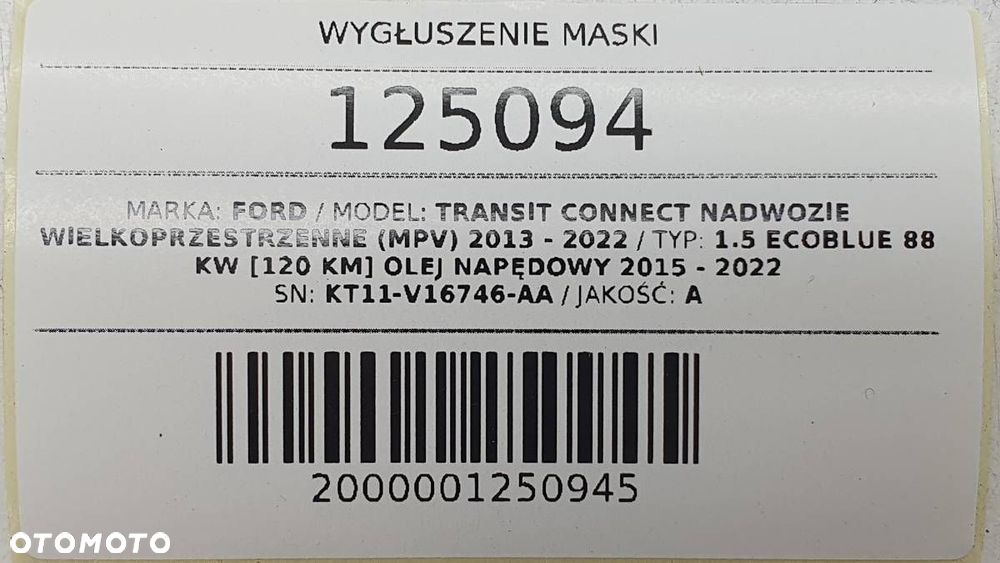 WYGŁUSZENIE MASKI
125094
MARKA: FORD / MODEL: TRANSIT CONNECT NADWOZIE
WIELKOPRZESTRZENNE (MPV) 2013 - 2022 / TYP: 1.5 ECOBLUE 88
KW [120 KM] OLEJ NAPĘDOWY 2015 - 2022
SN: KT11-V16746-AA / JAKOŚĆ: A
2000001250945
OTOMOTO